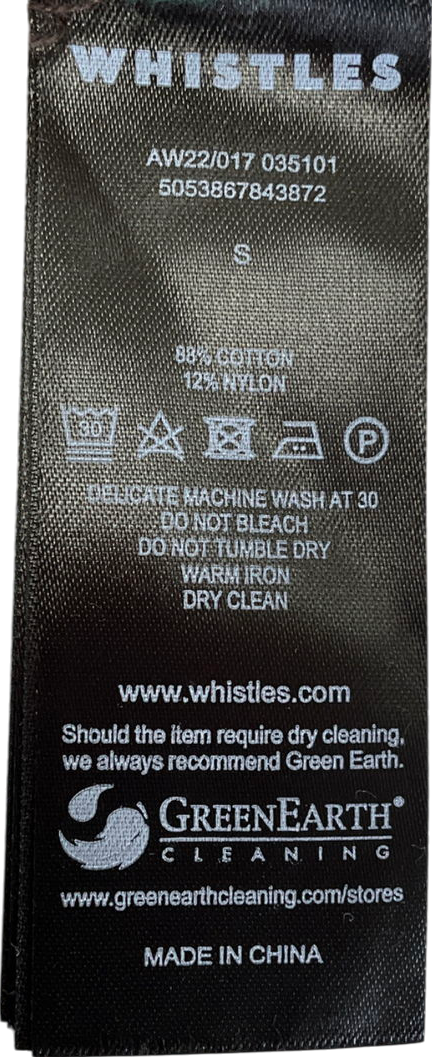 WHISTLES
AW22/017 035101
5053867843872
S
88% COTTON
12% NYLON
30
P
DELICATE MACHINE WASH AT 30
DO NOT BLEACH
DO NOT TUMBLE DRY
WARM IRON
DRY CLEAN
www.whistles.com
Should the item require dry cleaning,
we always recommend Green Earth.
GREENEARTH®
CLEANING
www.greenearthcleaning.com/stores
MADE IN CHINA